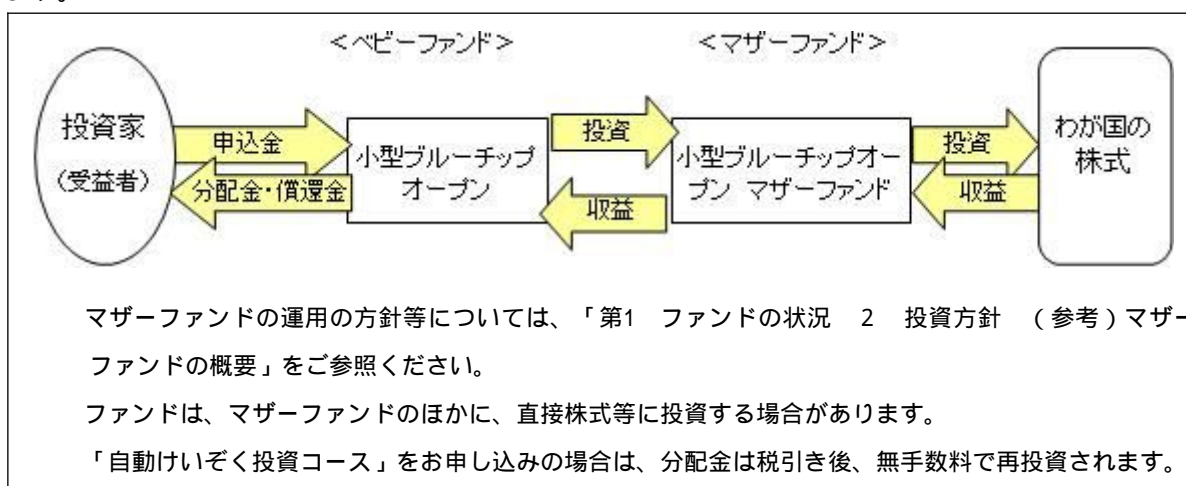 <ベビーファンド>
<マザーファンド>
投資家
(受益者)
申込金
分配金・償還金
小型ブルーチップ
オープン
投資
収益
小型ブルーチップオー
プン マザーファンド
投資
収益
わが国の
株式
マザーファンドの運用の方針等については、「第1 ファンドの状況 2 投資方針 (参考)マザー
ファンドの概要」をご参照ください。
ファンドは、マザーファンドのほかに、直接株式等に投資する場合があります。
「自動けいぞく投資コース」をお申し込みの場合は、分配金は税引き後、無手数料で再投資されます。